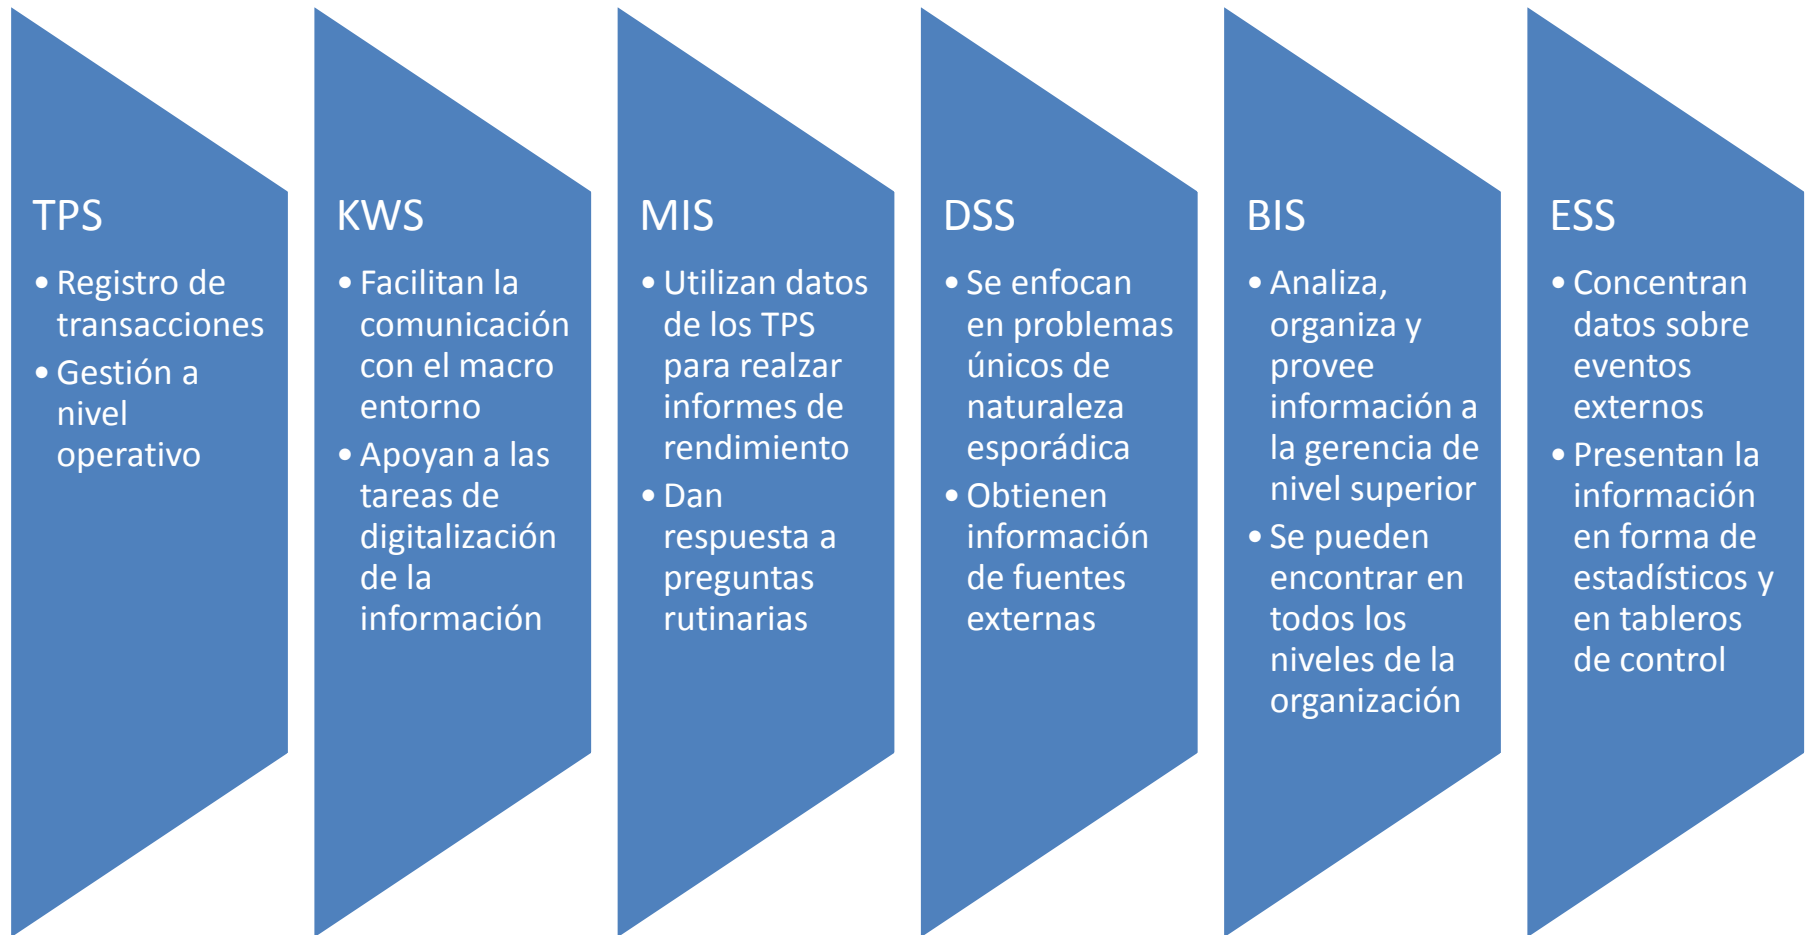 TPS
• Registro de
transacciones
• Gestión a
nivel
operativo
KWS
• Facilitan la
comunicación
con el macro
entorno
• Apoyan a las
tareas de
digitalización
de la
información
MIS
• Utilizan datos
de los TPS
para realzar
informes de
rendimiento
• Dan
respuesta a
preguntas
rutinarias
DSS
• Se enfocan
en problemas
únicos de
naturaleza
esporádica
• Obtienen
información
de fuentes
externas
BIS
• Analiza,
organiza y
provee
información a
la gerencia de
nivel superior
• Se pueden
encontrar en
todos los
niveles de la
organización
ESS
• Concentran
datos sobre
eventos
externos
• Presentan la
información
en forma de
estadísticos y
en tableros
de control